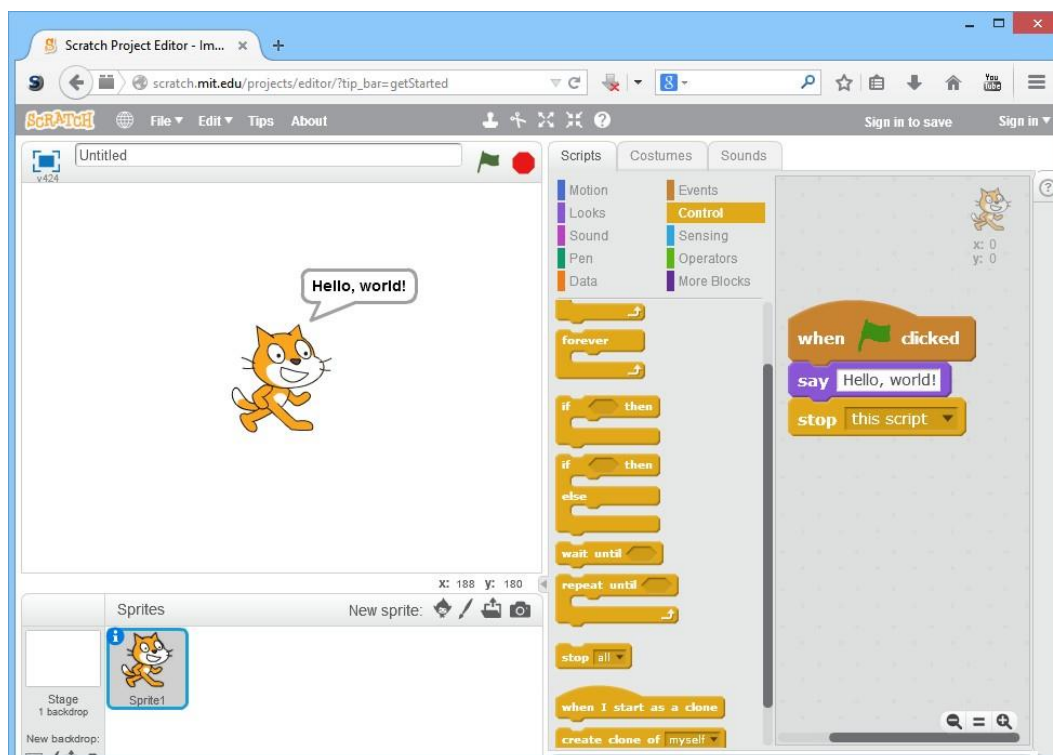 Scratch Project Editor - Im... × +
scratch.mit.edu/projects/editor/?tip_bar=getStarted
8
You Tube
SCRATCH File Edit Tips About Sign in to save Sign in
v424
Untitled
Scripts Costumes Sounds
Motion Events
Looks Control
Sound Sensing
Pen Operators
Data More Blocks
x: 0
y: 0
Hello, world!
forever
if then
if then
else
wait until
repeat until
stop all
when I start as a clone
create clone of myself
when clicked
say Hello, world!
stop this script
X: 188 y: 180
Sprites New sprite:
Stage
1 backdrop
Sprite1
New backdrop: